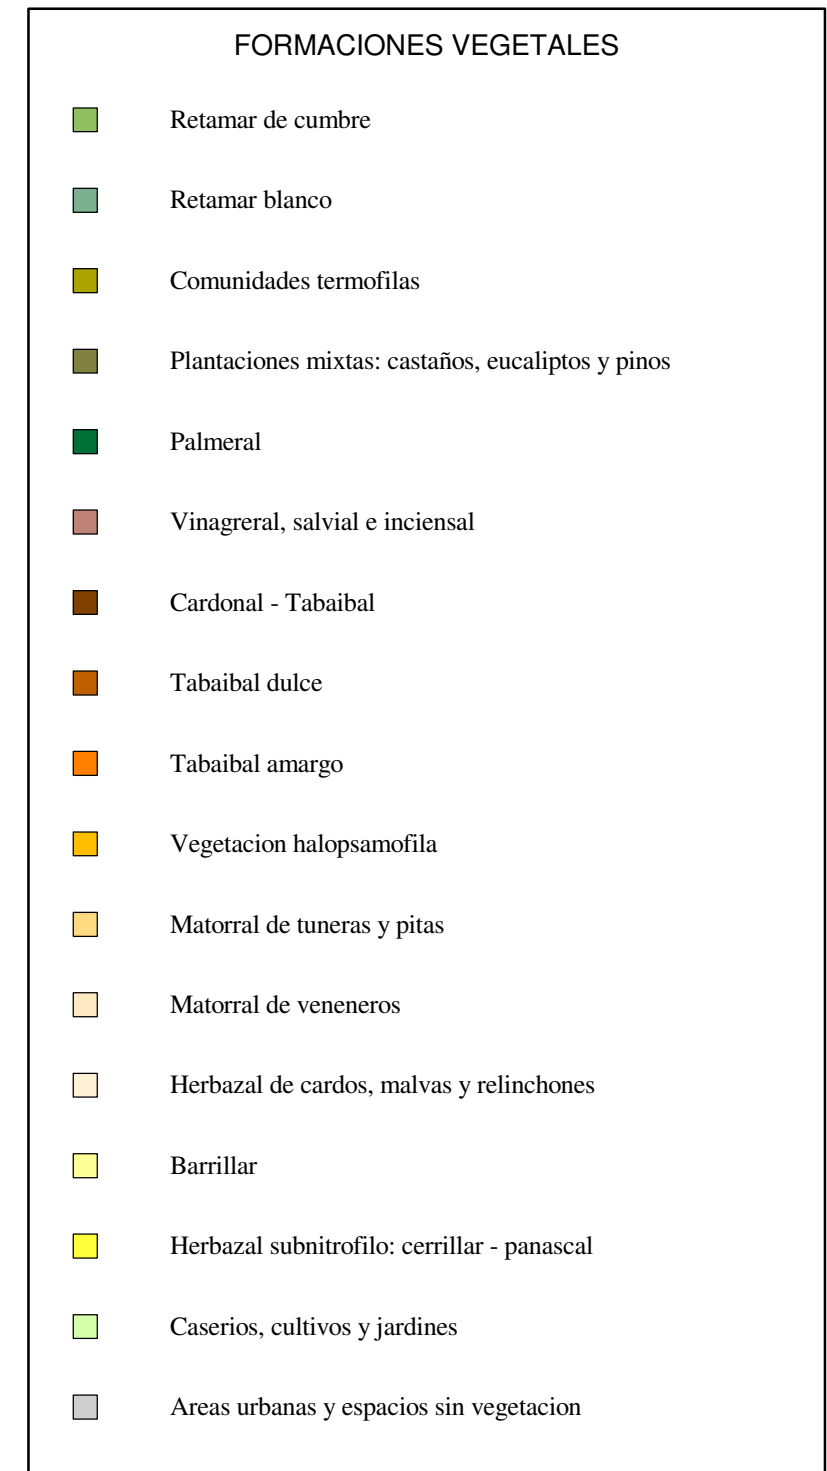 FORMACIONES VEGETALES
Retamar de cumbre
Retamar blanco
Comunidades termofilas
Plantaciones mixtas: castaños, eucaliptos y pinos
Palmeral
Vinagreral, salvial e inciensal
Cardonal - Tabaibal
Tabaibal dulce
Tabaibal amargo
Vegetacion halopsamofila
Matorral de tuneras y pitas
Matorral de veneneros
Herbazal de cardos, malvas y relinchones
Barrillar
Herbazal subnitrofilo: cerrillar - panascal
Caserios, cultivos y jardines
Areas urbanas y espacios sin vegetacion